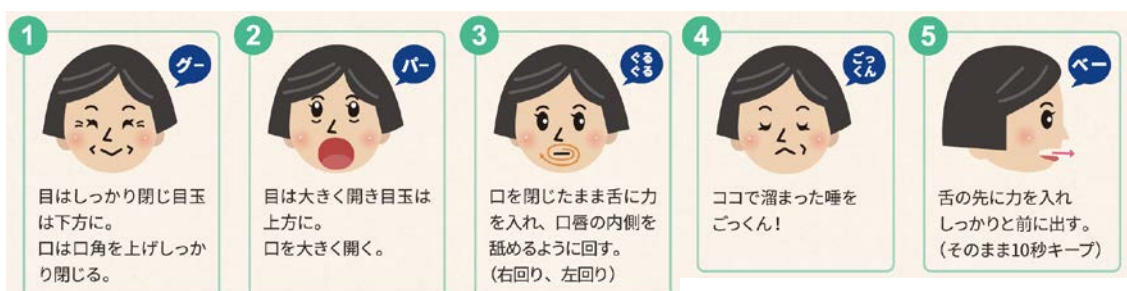 1
グー
目はしっかり閉じ目玉
は下方に。
口は口角を上げしっか
り閉じる。
2
パー
目は大きく開き目玉は
上方に。
口を大きく開く。
3
ぐる
ぐる
口を閉じたまま舌に力
を入れ、口唇の内側を
舐めるように回す。
(右回り、左回り)
4
ごっ
くん
ココで溜まった唾を
ごっくん！
5
べー
舌の先に力を入れ
しっかりと前に出す。
(そのまま10秒キープ)